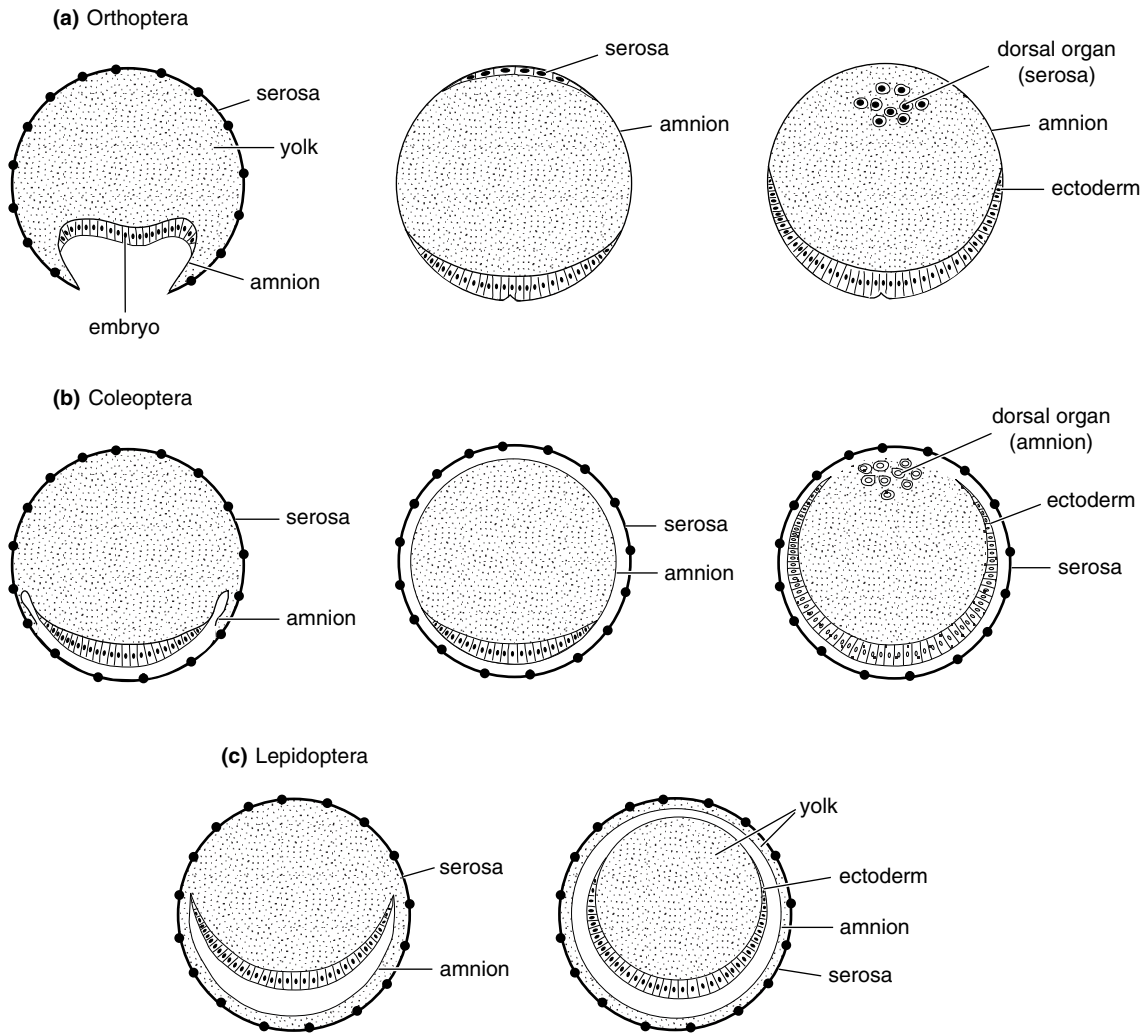 (a) Orthoptera
serosa
yolk
amnion
embryo
serosa
amnion
dorsal organ
(serosa)
amnion
ectoderm
(b) Coleoptera
serosa
amnion
serosa
amnion
dorsal organ
(amnion)
ectoderm
serosa
(c) Lepidoptera
serosa
amnion
yolk
ectoderm
amnion
serosa